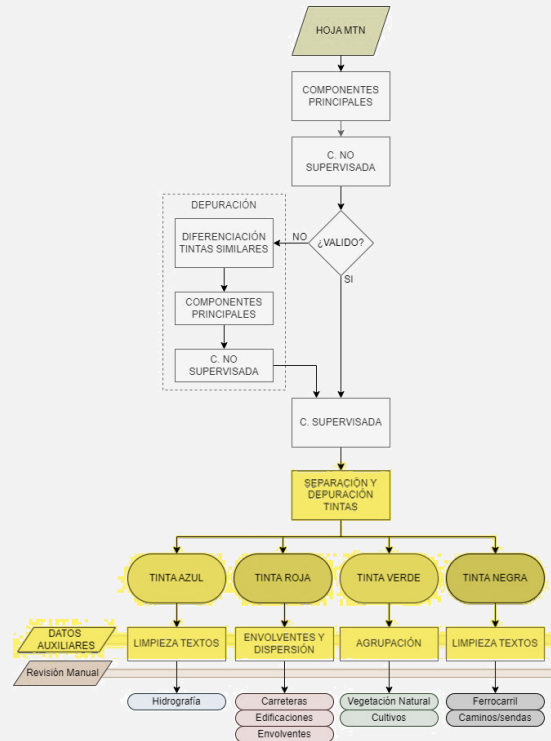 HOJA MTN
COMPONENTES
PRINCIPALES
C. NO
SUPERVISADA
DEPURACIÓN
¿VALIDO?
NO
SI
DIFERENCIACIÓN
TINTAS SIMILARES
COMPONENTES
PRINCIPALES
C. NO
SUPERVISADA
C. SUPERVISADA
SEPARACIÓN Y
DEPURACIÓN
TINTAS
TINTA AZUL
TINTA ROJA
TINTA VERDE
TINTA NEGRA
DATOS
AUXILIARES
LIMPIEZA TEXTOS
ENVOLVENTES Y
DISPERSIÓN
AGRUPACIÓN
LIMPIEZA TEXTOS
Revisión Manual
Hidrografía
Carreteras
Edificaciones
Envolventes
Vegetación Natural
Cultivos
Ferrocarril
Caminos/sendas